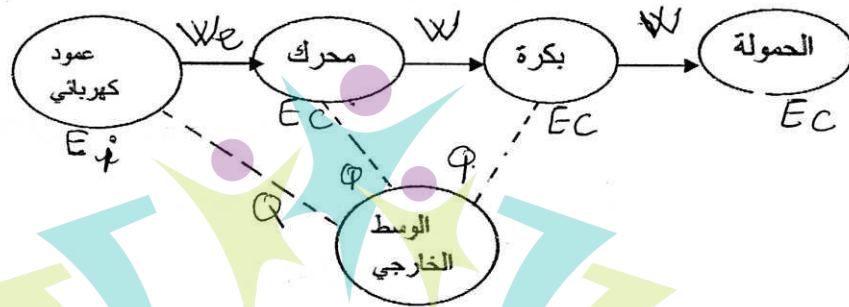 عمود
كهربائي
We
محرك
W
بكرة
W
الحمولة
Ei
Ec
Ec
Ec
Q
Q
Q
الوسط
الخارجي